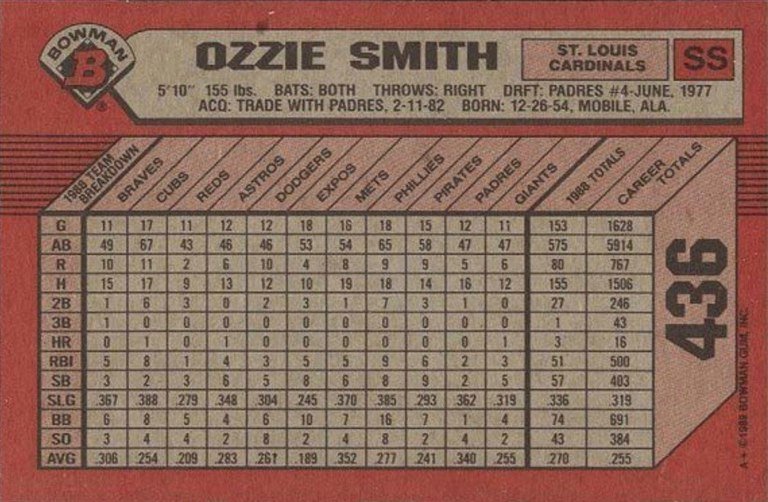 BOWMAN
B
®
OZZIE SMITH
ST. LOUIS
CARDINALS
SS
5'10" 155 lbs. BATS: BOTH THROWS: RIGHT DRFT: PADRES #4-JUNE, 1977
ACQ: TRADE WITH PADRES, 2-11-82 BORN: 12-26-54, MOBILE, ALA.
1988 TEAM BREAKDOWN BRAVES CUBS REDS ASTROS DODGERS EXPOS METS PHILLIES PIRATES PADRES GIANTS 1988 TOTALS CAREER TOTALS
G 11 17 11 12 12 18 16 18 15 12 11 153 1628
AB 49 67 43 46 46 53 54 65 58 47 47 575 5914
R 10 11 2 6 10 4 8 9 9 5 6 80 767
H 15 17 9 13 12 10 19 18 14 16 12 155 1506
2B 1 6 3 0 2 3 1 7 3 1 0 27 246
3B 1 0 0 0 0 0 0 0 0 0 0 1 43
HR 0 1 0 1 0 0 0 0 0 0 1 3 16
RBI 5 8 1 4 3 5 5 9 6 2 3 51 500
SB 3 2 3 6 5 8 6 8 9 2 5 57 403
SLG .367 .388 .279 .348 .304 .245 .370 .385 .293 .362 .319 .336 .319
BB 6 8 5 4 6 10 7 16 7 1 4 74 691
SO 3 4 4 2 8 2 4 8 2 4 2 43 384
AVG .306 .254 .209 .283 .261 .189 .352 .277 .241 .340 .255 .270 .255
436
A+ ©1989 BOWMAN GUM, INC.